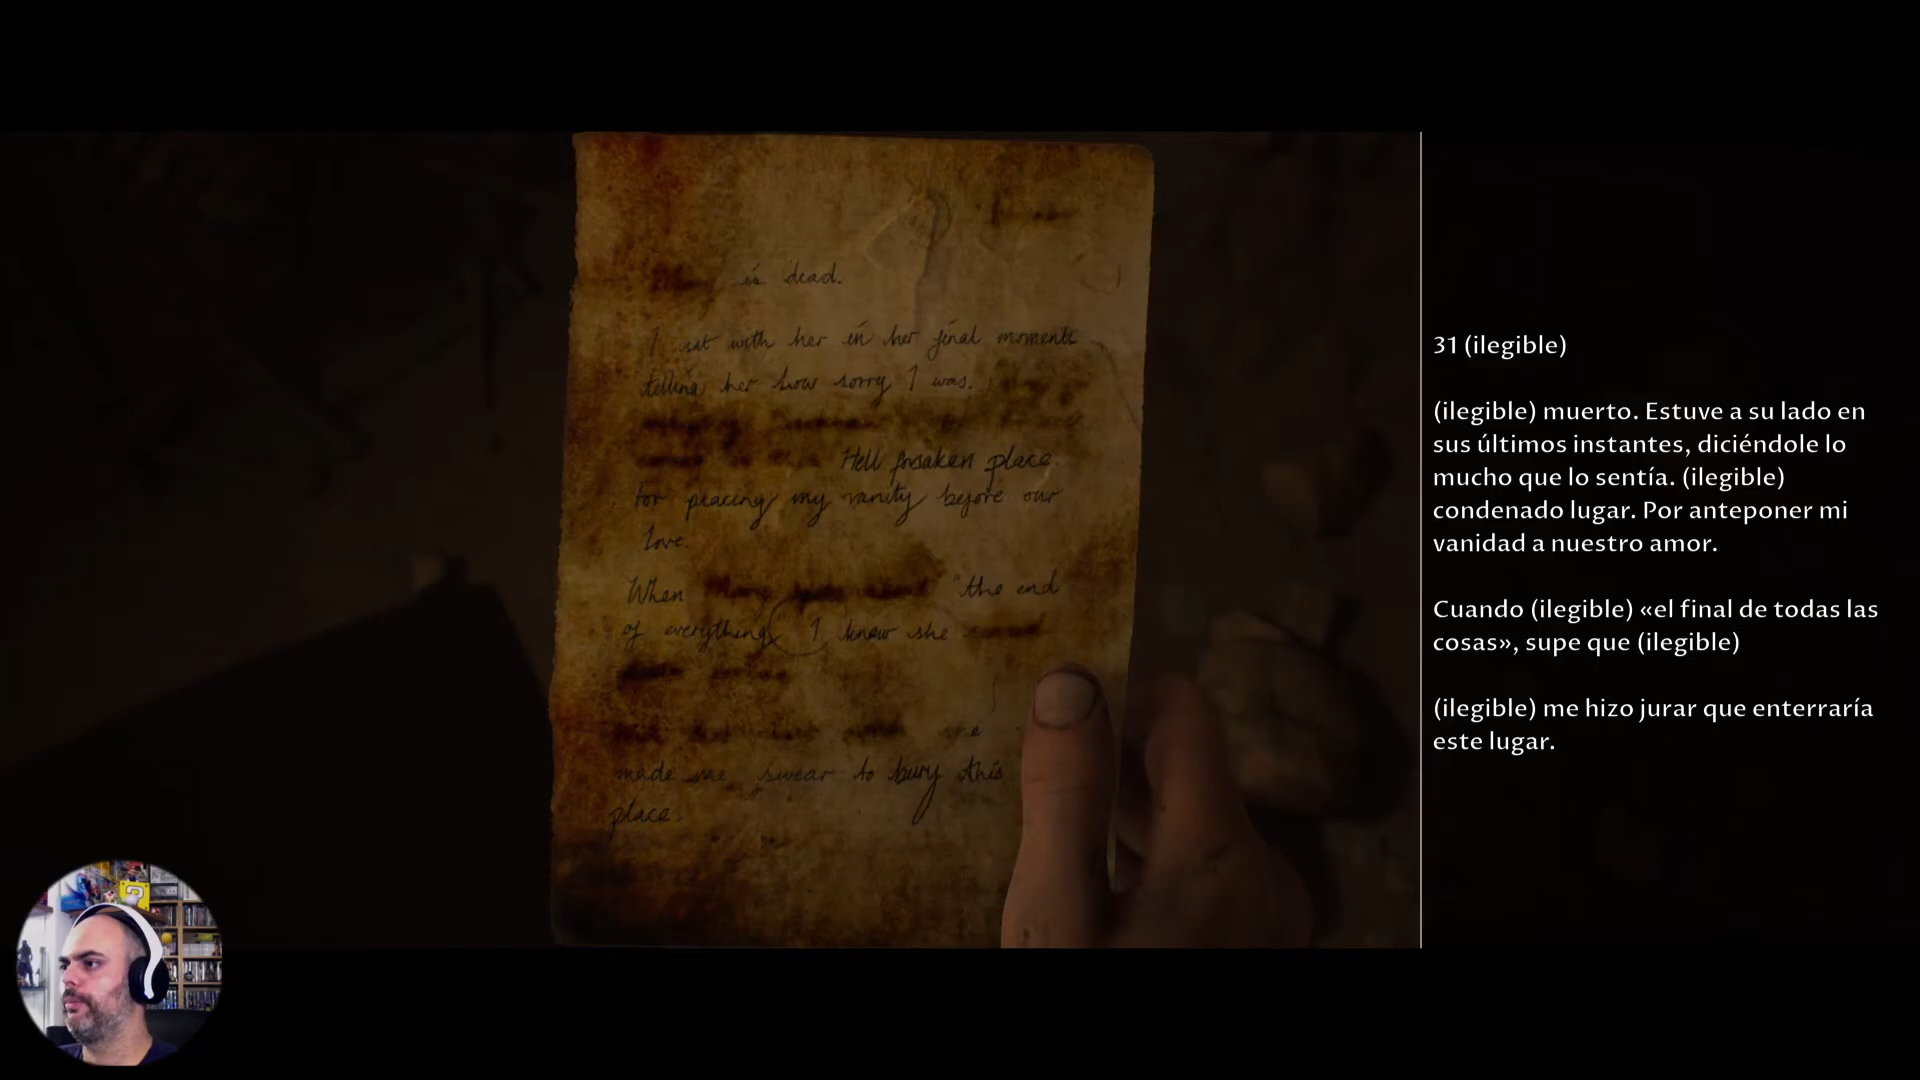 is dead.
I sat with her in her final moments
telling her how sorry I was.
Hell forsaken place
for placing my vanity before our
love.
When "the end
of everything" I knew she
made me swear to bury this
place.
31 (ilegible)
(ilegible) muerto. Estuve a su lado en
sus últimos instantes, diciéndole lo
mucho que lo sentía. (ilegible)
condenado lugar. Por anteponer mi
vanidad a nuestro amor.
Cuando (ilegible) «el final de todas las
cosas», supe que (ilegible)
(ilegible) me hizo jurar que enterraría
este lugar.